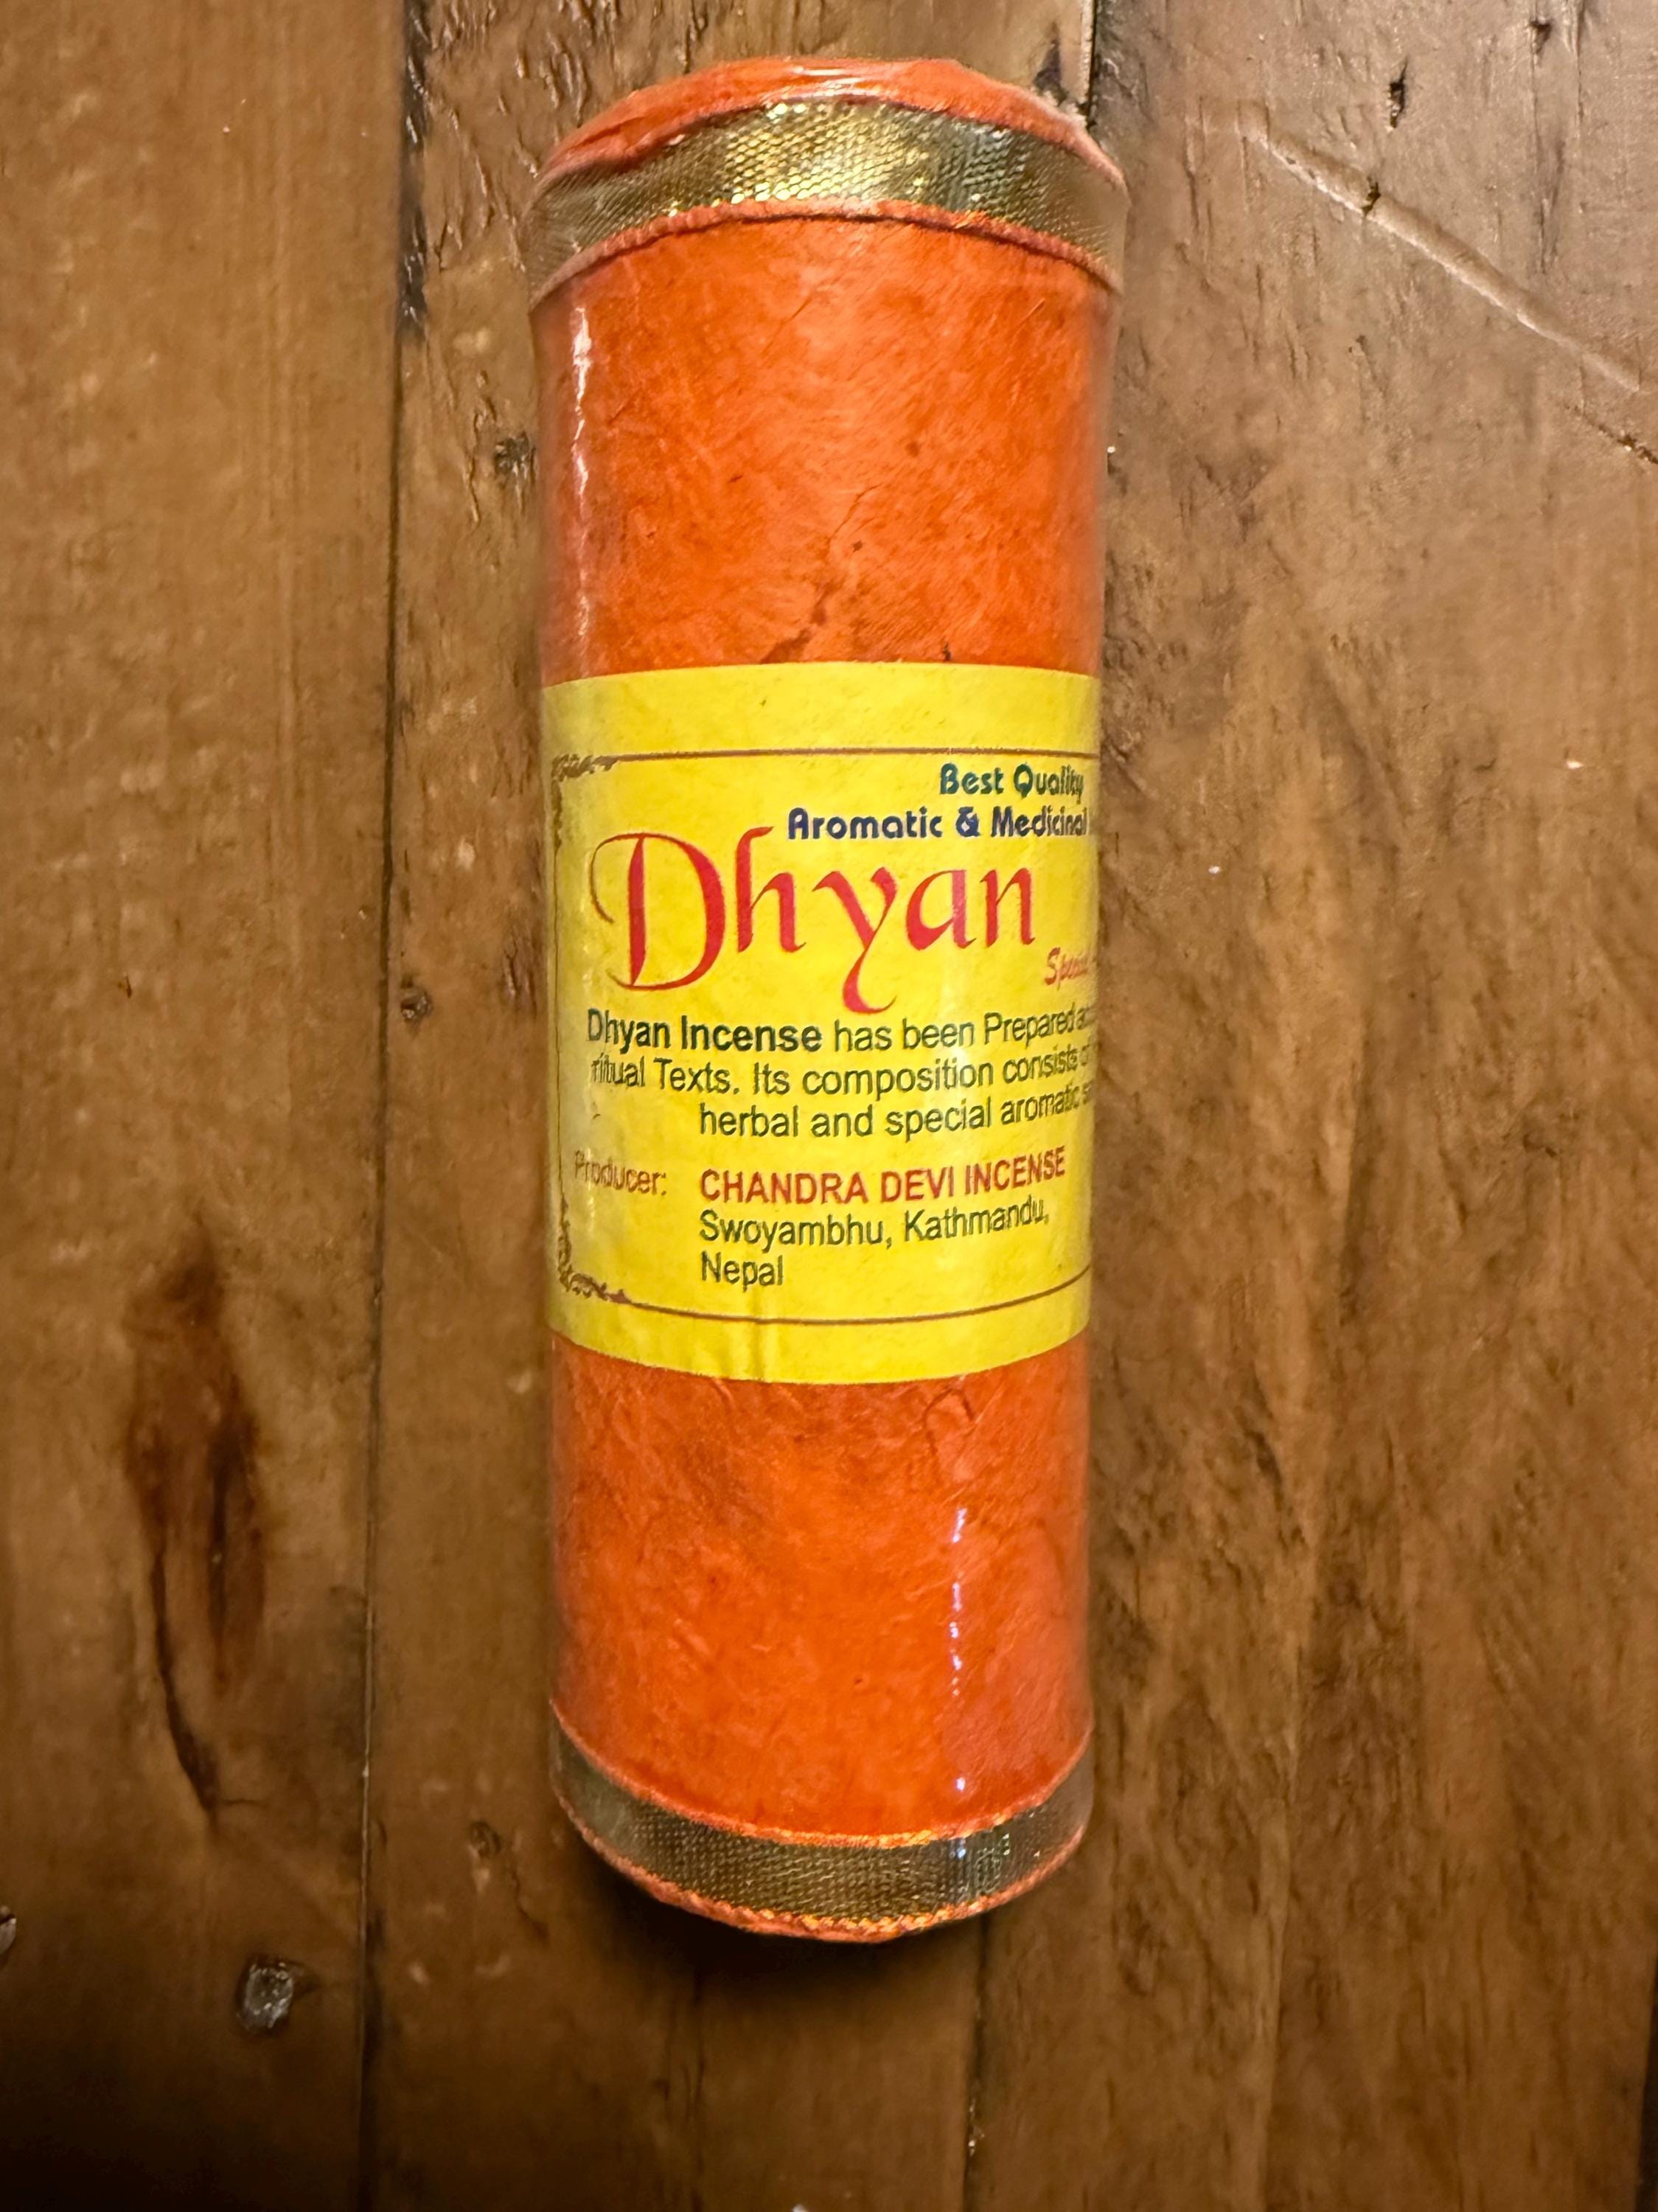 Best Quality
Aromatic & Medicinal
Dhyan
Dhyan Incense has been Prepared
ritual Texts. Its composition consists
herbal and special aromatic
Producer: CHANDRA DEVI INCENSE
Swoyambhu, Kathmandu,
Nepal